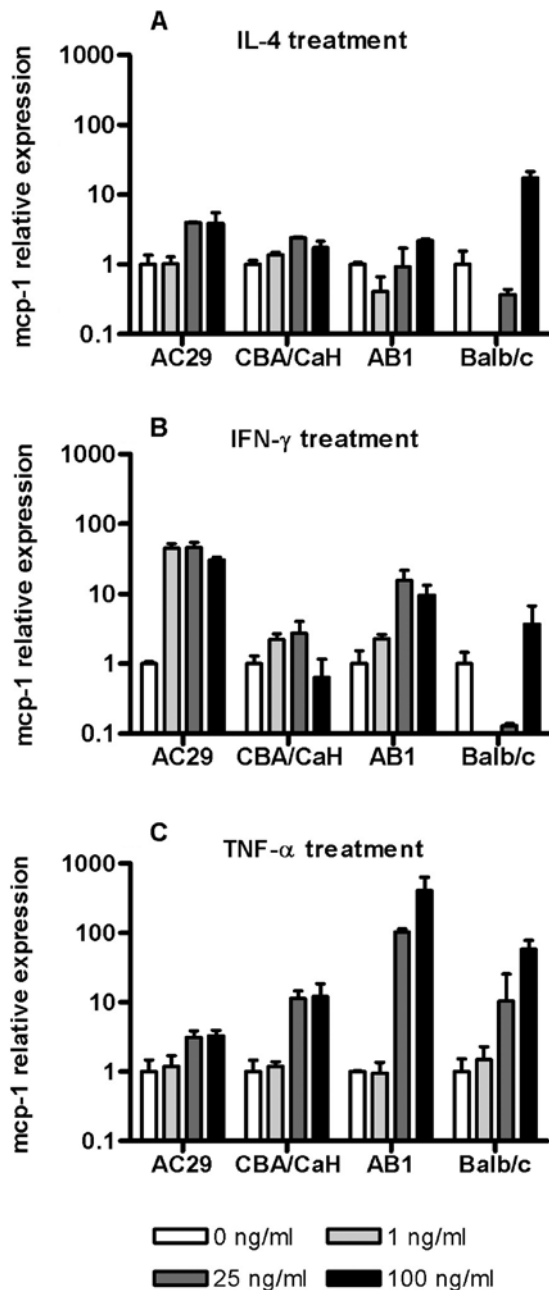 A
IL-4 treatment
mcp-1 relative expression
1000
100
10
1
0.1
AC29 CBA/CaH AB1 Balb/c
B
IFN-γ treatment
mcp-1 relative expression
1000
100
10
1
0.1
AC29 CBA/CaH AB1 Balb/c
C
TNF-α treatment
mcp-1 relative expression
1000
100
10
1
0.1
AC29 CBA/CaH AB1 Balb/c
0 ng/ml 1 ng/ml
25 ng/ml 100 ng/ml